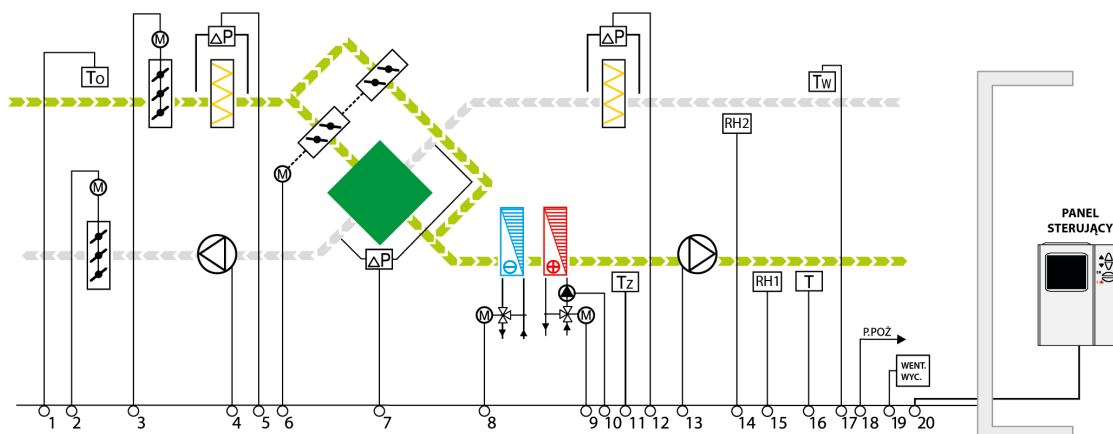 M
ΔP
ΔP
To
Tw
RH2
M
M
PANEL
STERUJĄCY
ΔP
Tz
RH1
T
M
M
P.POŻ
WENT.
WYC.
1 2 3 4 5 6 7 8 9 10 11 12 13 14 15 16 17 18 19 20